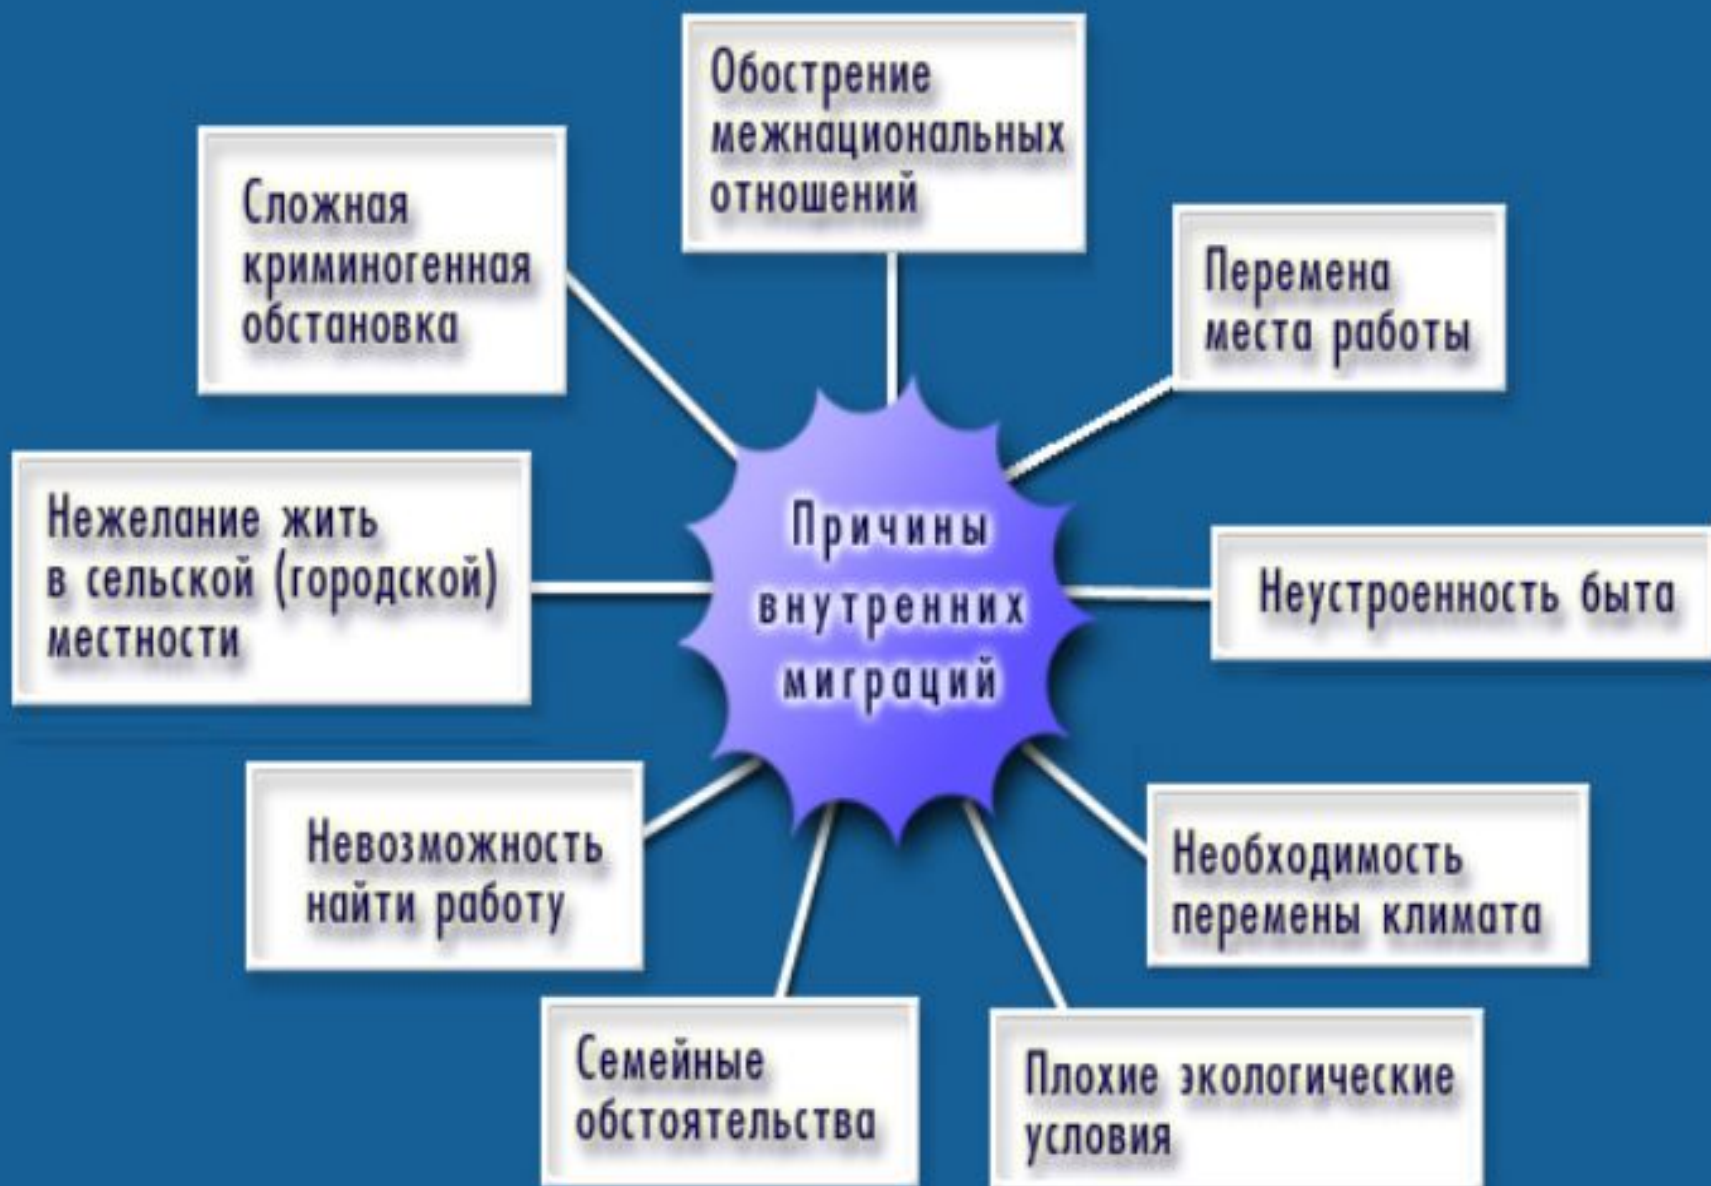 Обострение
межнациональных
отношений
Сложная
криминогенная
обстановка
Перемена
места работы
Нежелание жить
в сельской (городской)
местности
Причины
внутренних
миграций
Неустроенность быта
Невозможность
найти работу
Необходимость
перемены климата
Семейные
обстоятельства
Плохие экологические
условия